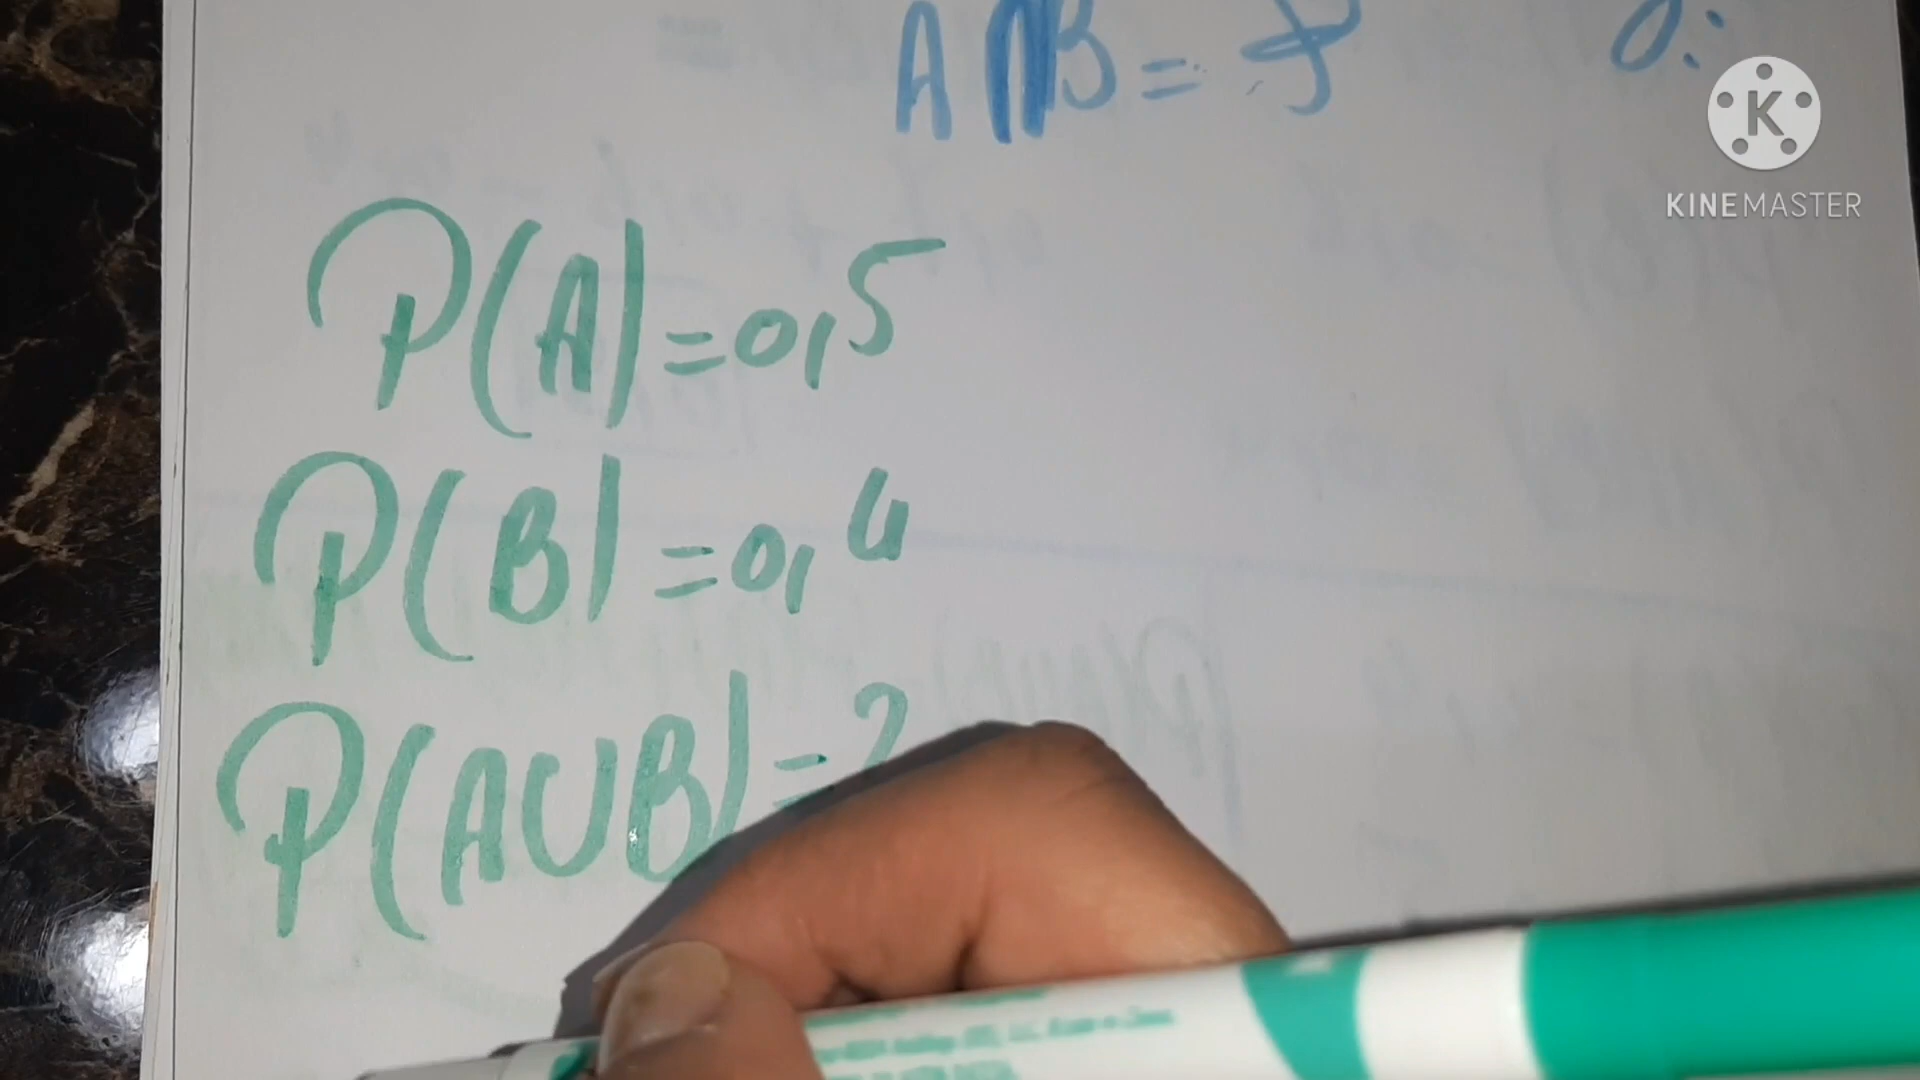 A∩B =
K
KINEMASTER
P(A)=0,5
P(B)=0,4
P(AUB)=?